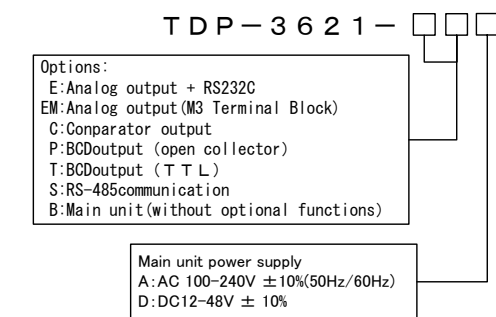 TDP－3621－□□□
Options:
E:Analog output + RS232C
EM:Analog output(M3 Terminal Block)
C:Conparator output
P:BCDoutput (open collector)
T:BCDoutput (ＴＴＬ)
S:RS-485communication
B:Main unit(without optional functions)
Main unit power supply
A:AC 100-240V ±10%(50Hz/60Hz)
D:DC12-48V ± 10%